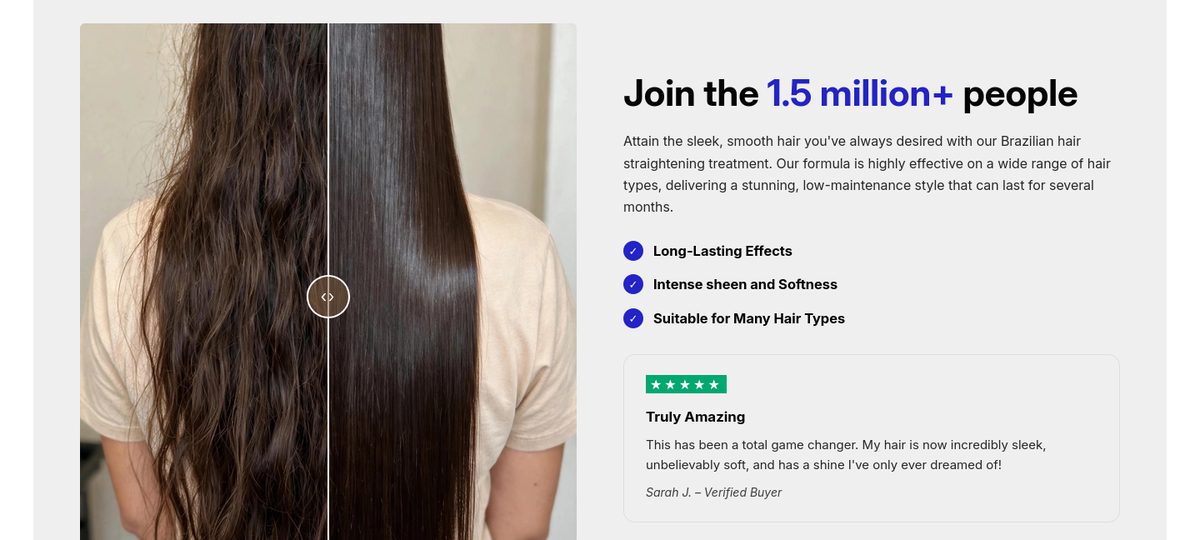 Join the 1.5 million+ people
Attain the sleek, smooth hair you've always desired with our Brazilian hair
straightening treatment. Our formula is highly effective on a wide range of hair
types, delivering a stunning, low-maintenance style that can last for several
months.
✓ Long-Lasting Effects
✓ Intense sheen and Softness
✓ Suitable for Many Hair Types
★★★★★
Truly Amazing
This has been a total game changer. My hair is now incredibly sleek,
unbelievably soft, and has a shine I've only ever dreamed of!
Sarah J. – Verified Buyer